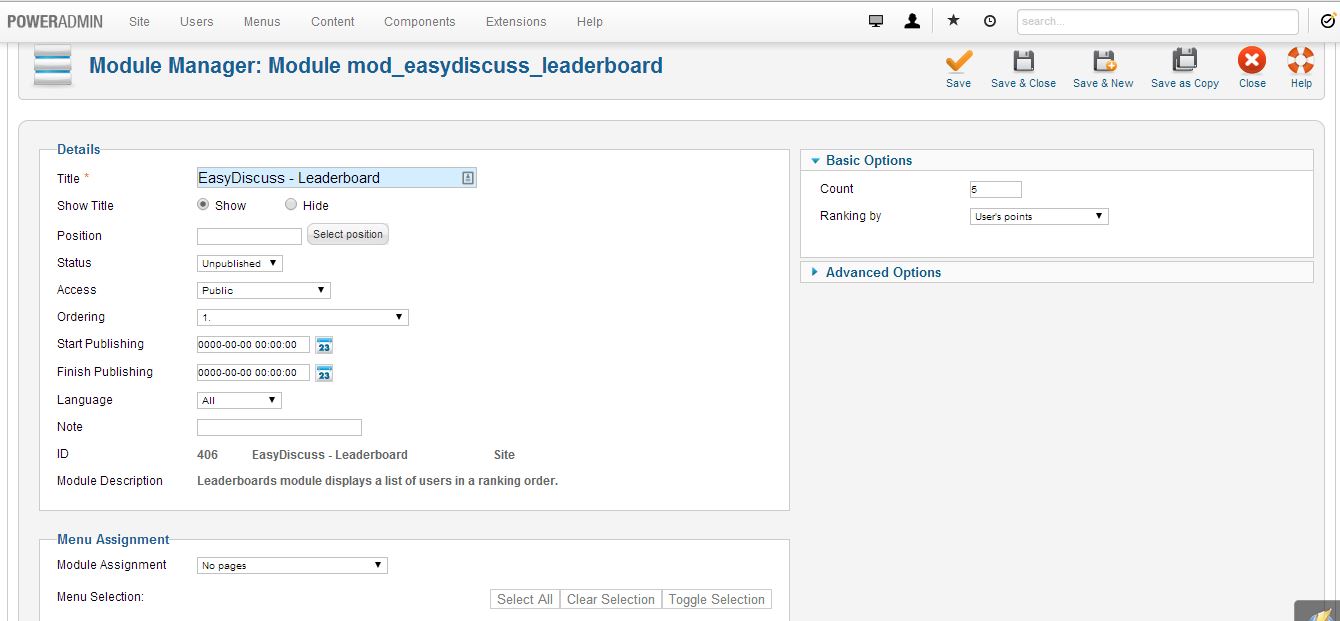 POWERADMIN Site Users Menus Content Components Extensions Help search...
Module Manager: Module mod_easydiscuss_leaderboard
Save Save & Close Save & New Save as Copy Close Help
Details
Title *
EasyDiscuss - Leaderboard
Show Title Show Hide
Position Select position
Status Unpublished
Access Public
Ordering 1.
Start Publishing 0000-00-00 00:00:00 23
Finish Publishing 0000-00-00 00:00:00 23
Language All
Note
ID 406 EasyDiscuss - Leaderboard Site
Module Description Leaderboards module displays a list of users in a ranking order.
Menu Assignment
Module Assignment No pages
Menu Selection: Select All Clear Selection Toggle Selection
Basic Options
Count 5
Ranking by User's points
Advanced Options